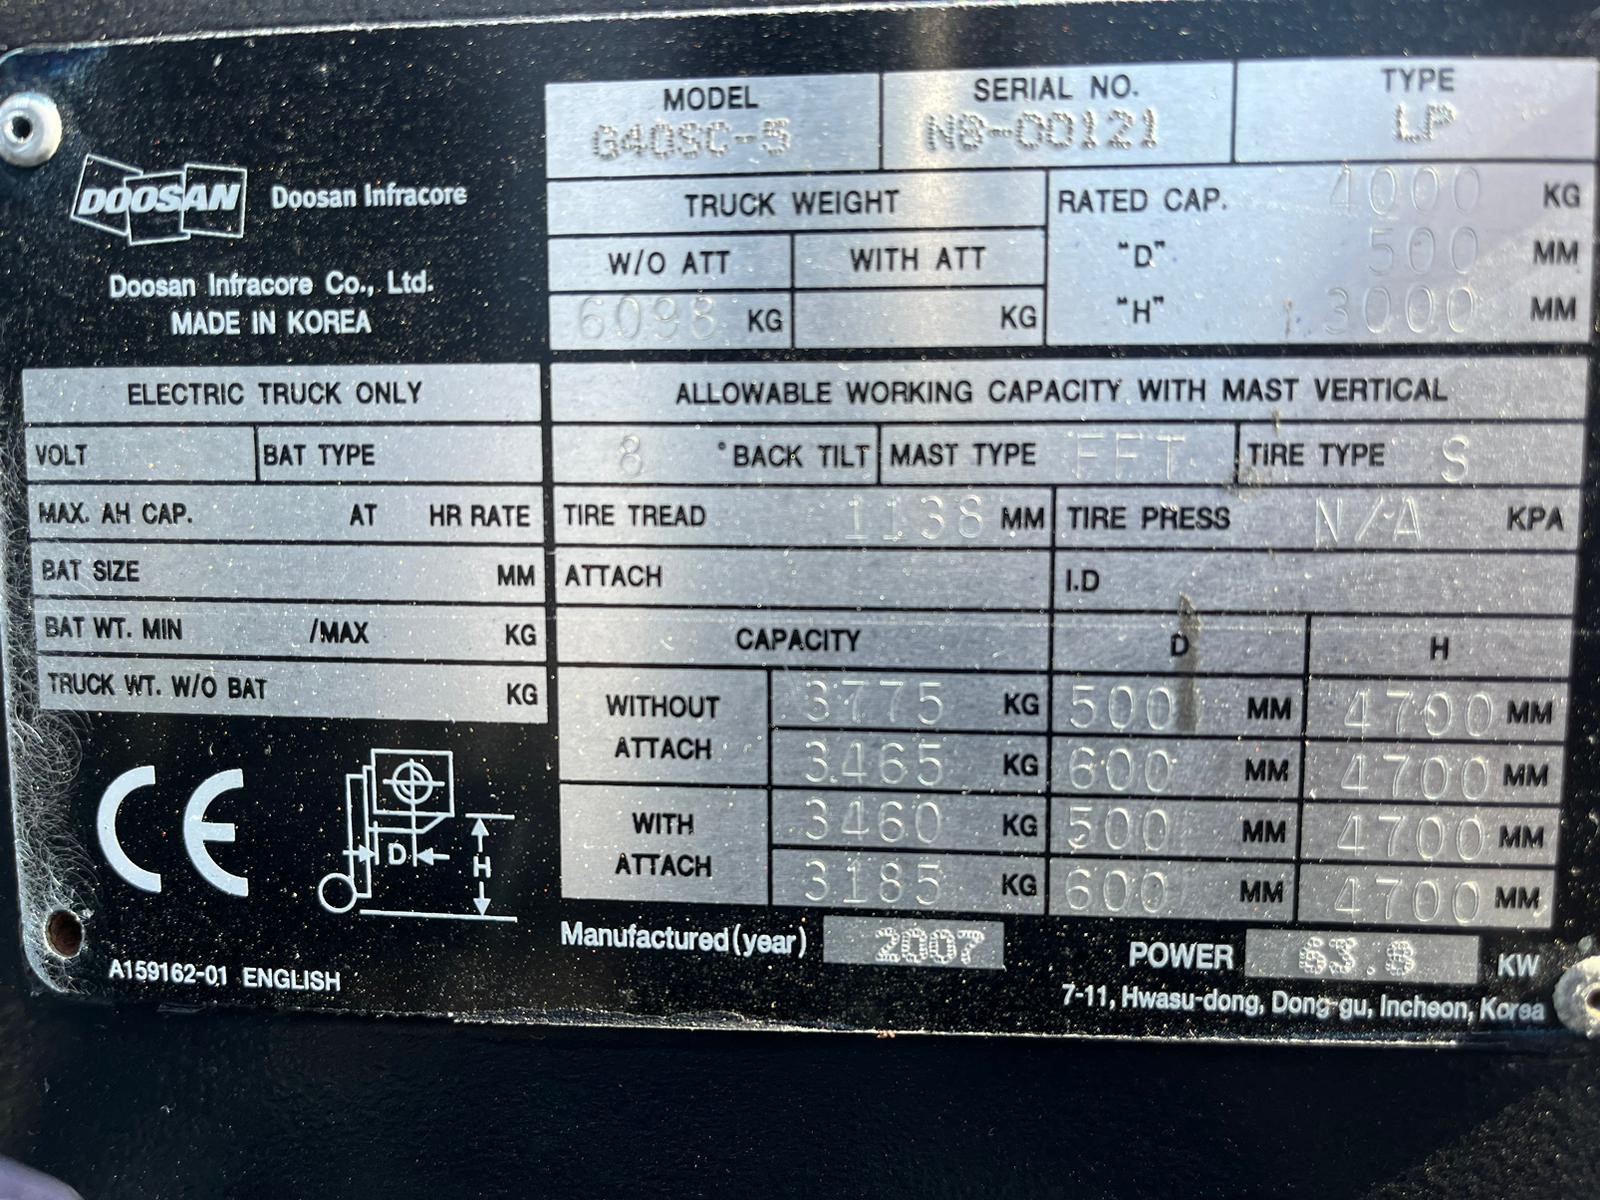 MODEL SERIAL NO. TYPE
G40SC-5 N8-00121 LP
DOOSAN Doosan Infracore
Doosan Infracore Co., Ltd.
MADE IN KOREA
TRUCK WEIGHT
W/O ATT WITH ATT
6098 KG KG
RATED CAP. 4000 KG
"D" 500 MM
"H" 3000 MM
ELECTRIC TRUCK ONLY
VOLT BAT TYPE
MAX. AH CAP. AT HR RATE
BAT SIZE MM
BAT WT. MIN /MAX KG
TRUCK WT. W/O BAT KG
ALLOWABLE WORKING CAPACITY WITH MAST VERTICAL
8 °BACK TILT MAST TYPE FFT TIRE TYPE S
TIRE TREAD 1138 MM TIRE PRESS N/A KPA
ATTACH I.D
CAPACITY D H
WITHOUT ATTACH
3775 KG 500 MM 4700 MM
3465 KG 600 MM 4700 MM
WITH ATTACH
3460 KG 500 MM 4700 MM
3185 KG 600 MM 4700 MM
CE
D
H
Manufactured(year) 2007 POWER 63.8 KW
A159162-01 ENGLISH
7-11, Hwasu-dong, Dong-gu, Incheon, Korea